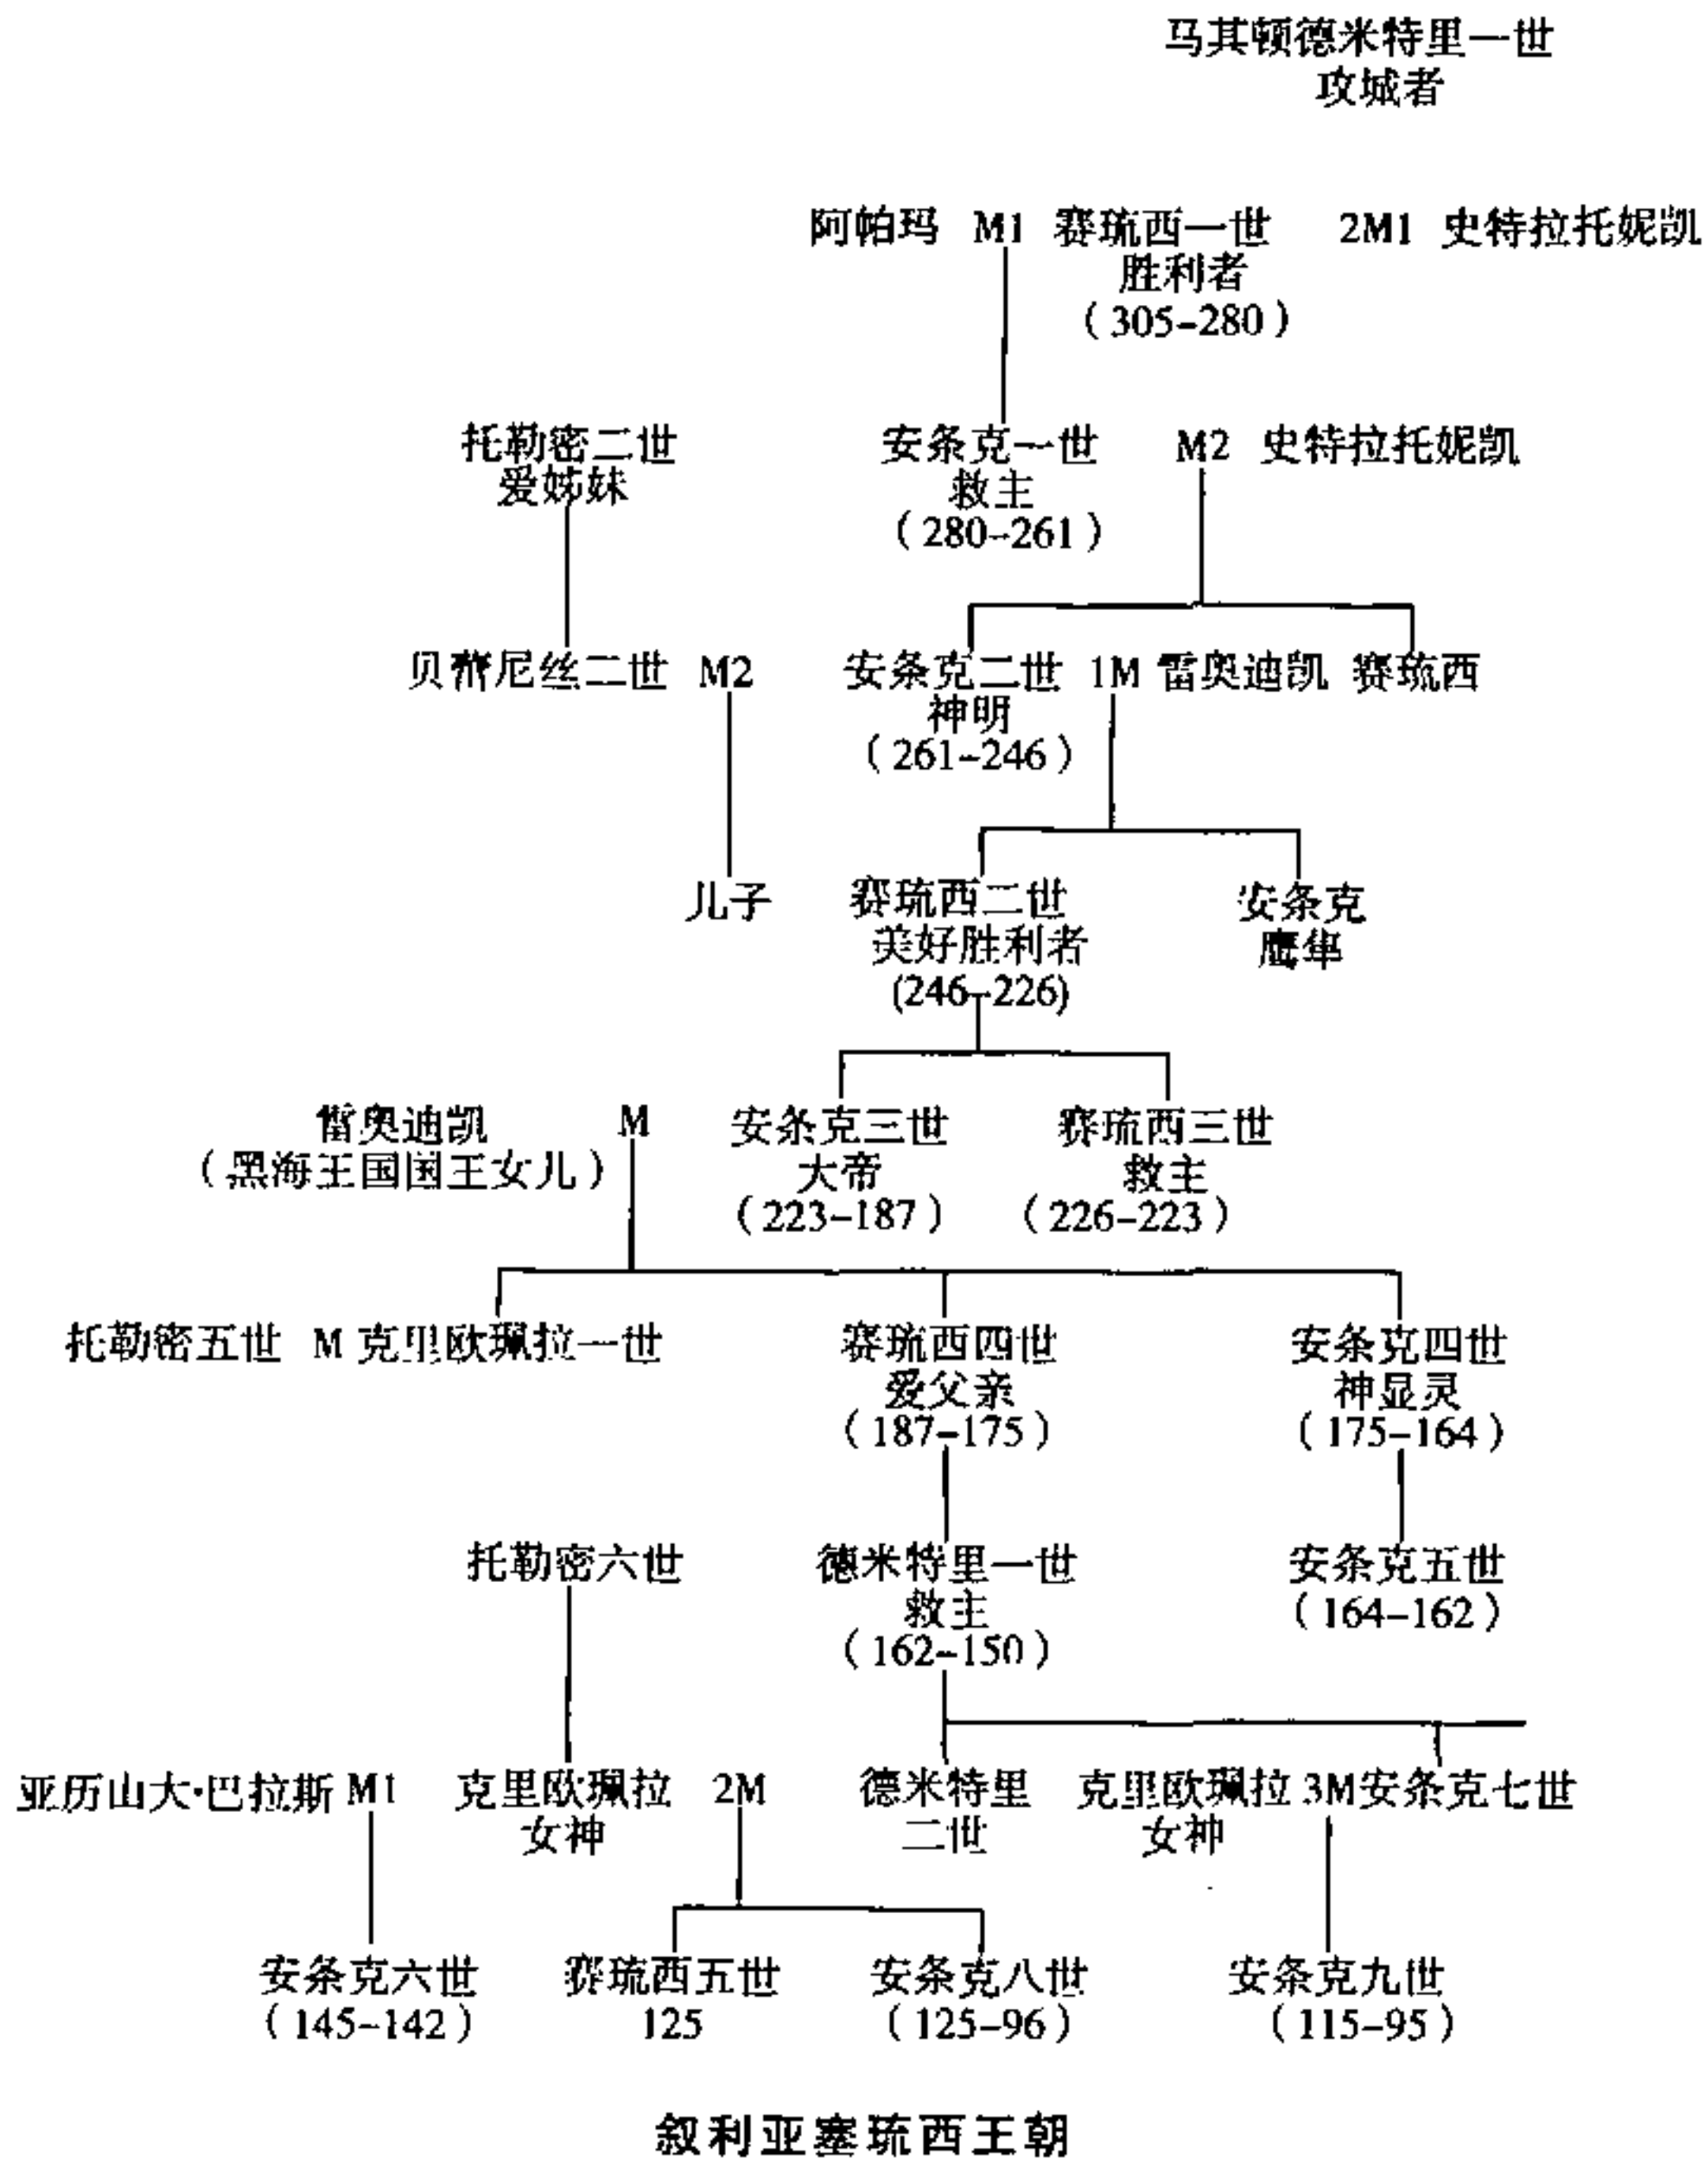 马其顿德米特里一世
攻城者
阿帕玛 M1 赛琉西一世 2M1 史特拉托妮凯
胜利者
(305-280)
托勒密二世 安条克一世 M2 史特拉托妮凯
爱姊妹 救主
(280-261)
贝蕾尼丝二世 M2 安条克二世 1M 雷奥迪凯 赛琉西
神明
(261-246)
儿子 赛琉西二世 安条克
美好胜利者 鹰隼
(246-226)
雷奥迪凯 M 安条克三世 赛琉西三世
(黑海王国国王女儿) 大帝 救主
(223-187) (226-223)
托勒密五世 M 克里欧珮拉一世 赛琉西四世 安条克四世
爱父亲 神显灵
(187-175) (175-164)
托勒密六世 德米特里一世 安条克五世
救主 (164-162)
(162-150)
亚历山大·巴拉斯 M1 克里欧珮拉 2M 德米特里 克里欧珮拉 3M安条克七世
女神 二世 女神
安条克六世 赛琉西五世 安条克八世 安条克九世
(145-142) 125 (125-96) (115-95)
叙利亚塞琉西王朝